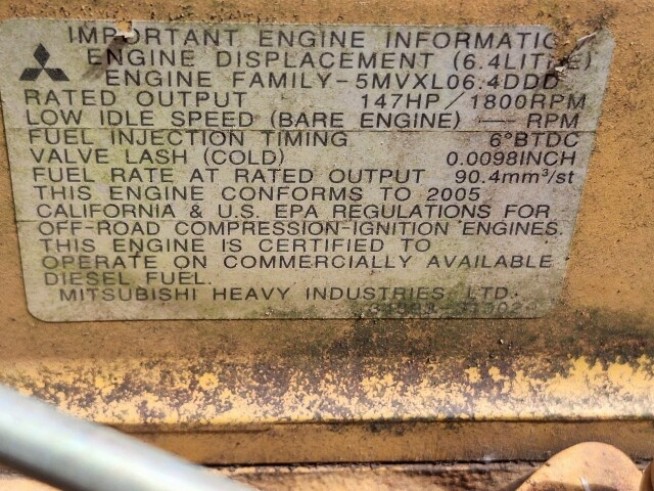 IMPORTANT ENGINE INFORMATIO
ENGINE DISPLACEMENT (6.4LITRE)
ENGINE FAMILY-5MVXL06.4DDD
RATED OUTPUT 147HP/1800RPM
LOW IDLE SPEED (BARE ENGINE) — RPM
FUEL INJECTION TIMING 6°BTDC
VALVE LASH (COLD) 0.0098INCH
FUEL RATE AT RATED OUTPUT 90.4mm³/st
THIS ENGINE CONFORMS TO 2005
CALIFORNIA & U.S. EPA REGULATIONS FOR
OFF-ROAD COMPRESSION-IGNITION ENGINES.
THIS ENGINE IS CERTIFIED TO
OPERATE ON COMMERCIALLY AVAILABLE
DIESEL FUEL.
MITSUBISHI HEAVY INDUSTRIES, LTD.